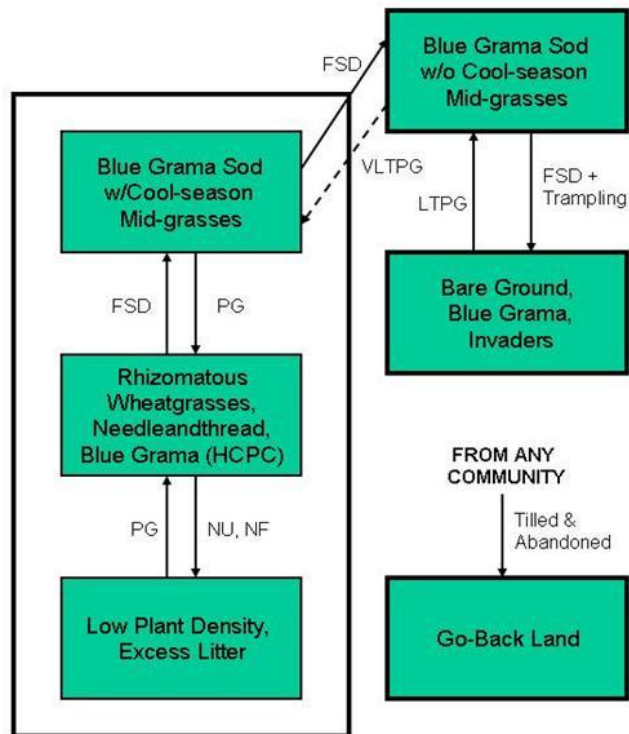 Blue Grama Sod
w/o Cool-season
Mid-grasses
FSD
Blue Grama Sod
w/Cool-season
Mid-grasses
VLTPG
LTPG
FSD +
Trampling
FSD
PG
Bare Ground,
Blue Grama,
Invaders
Rhizomatous
Wheatgrasses,
Needleandthread,
Blue Grama (HCPC)
FROM ANY
COMMUNITY
PG
NU, NF
Tilled &
Abandoned
Low Plant Density,
Excess Litter
Go-Back Land